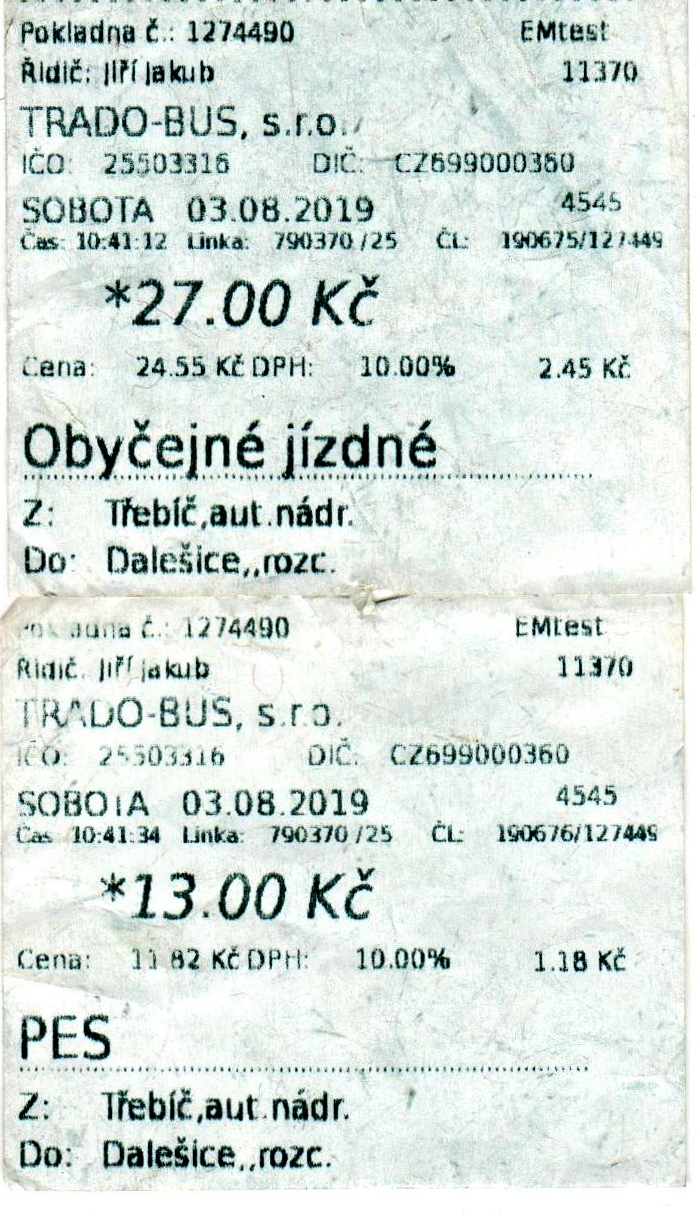 Pokladna č.: 1274490 EMtest
Řidič: Jiří Jakub 11370
TRADO-BUS, s.r.o.
IČO: 25503316 DIČ: CZ699000360
SOBOTA 03.08.2019 4545
Čas: 10:41:12 Linka: 790370 /25 ČL: 190675/127449
*27.00 Kč
Cena: 24.55 Kč DPH: 10.00% 2.45 Kč
Obyčejné jízdné
Z: Třebíč,aut.nádr.
Do: Dalešice,,rozc.
Pokladna č.: 1274490 EMtest
Řidič: Jiří Jakub 11370
TRADO-BUS, s.r.o.
IČO: 25503316 DIČ: CZ699000360
SOBOTA 03.08.2019 4545
Čas: 10:41:34 Linka: 790370 /25 ČL: 190676/127449
*13.00 Kč
Cena: 11.82 Kč DPH: 10.00% 1.18 Kč
PES
Z: Třebíč,aut.nádr.
Do: Dalešice,,rozc.